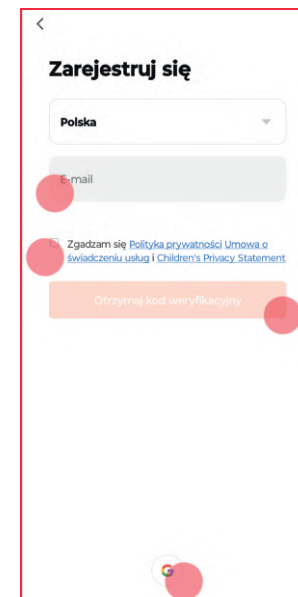 Zarejestruj się
Polska
E-mail
Zgadzam się Polityka prywatności Umowa o
świadczeniu usług i Children's Privacy Statement
Otrzymaj kod weryfikacyjny